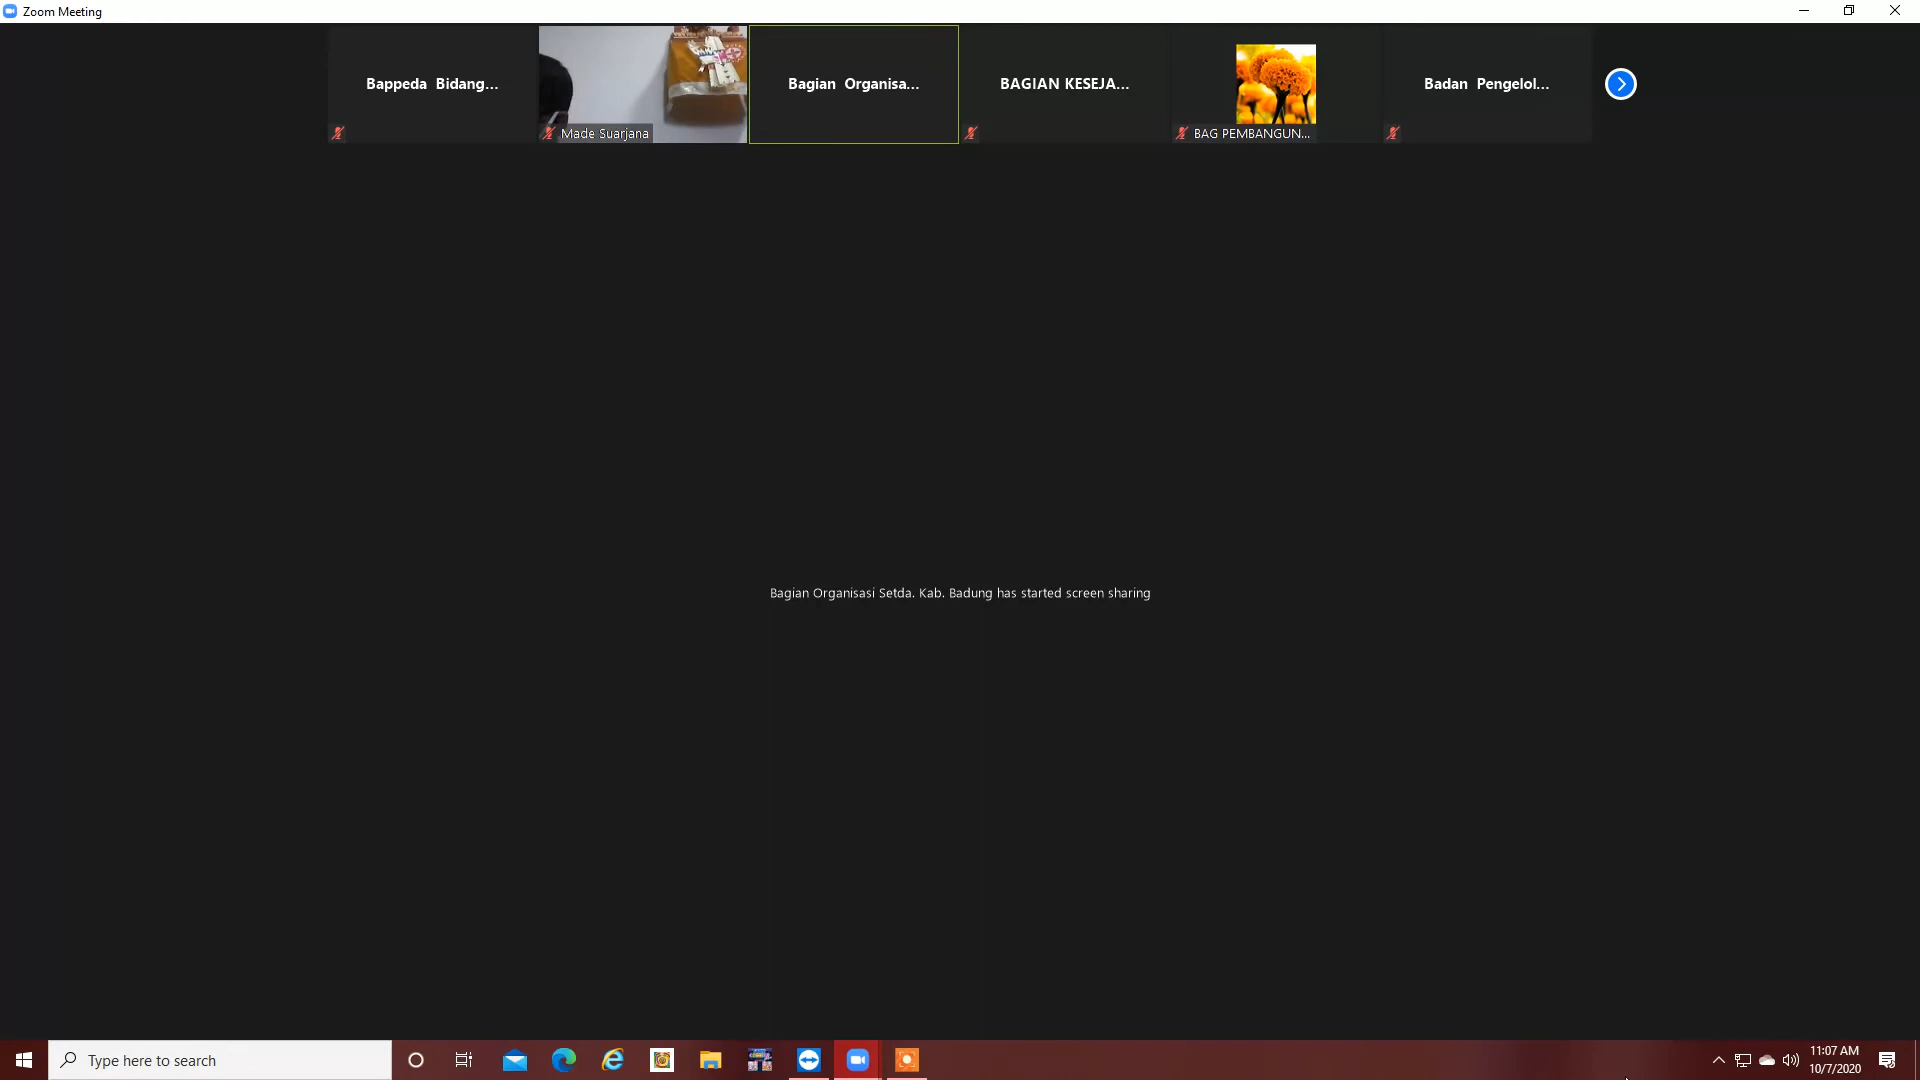 Zoom Meeting
Bappeda Bidang...
Made Suarjana
Bagian Organisa...
BAGIAN KESEJA...
BAG PEMBANGUN...
Badan Pengelol...
Bagian Organisasi Setda. Kab. Badung has started screen sharing
Type here to search
11:07 AM
10/7/2020